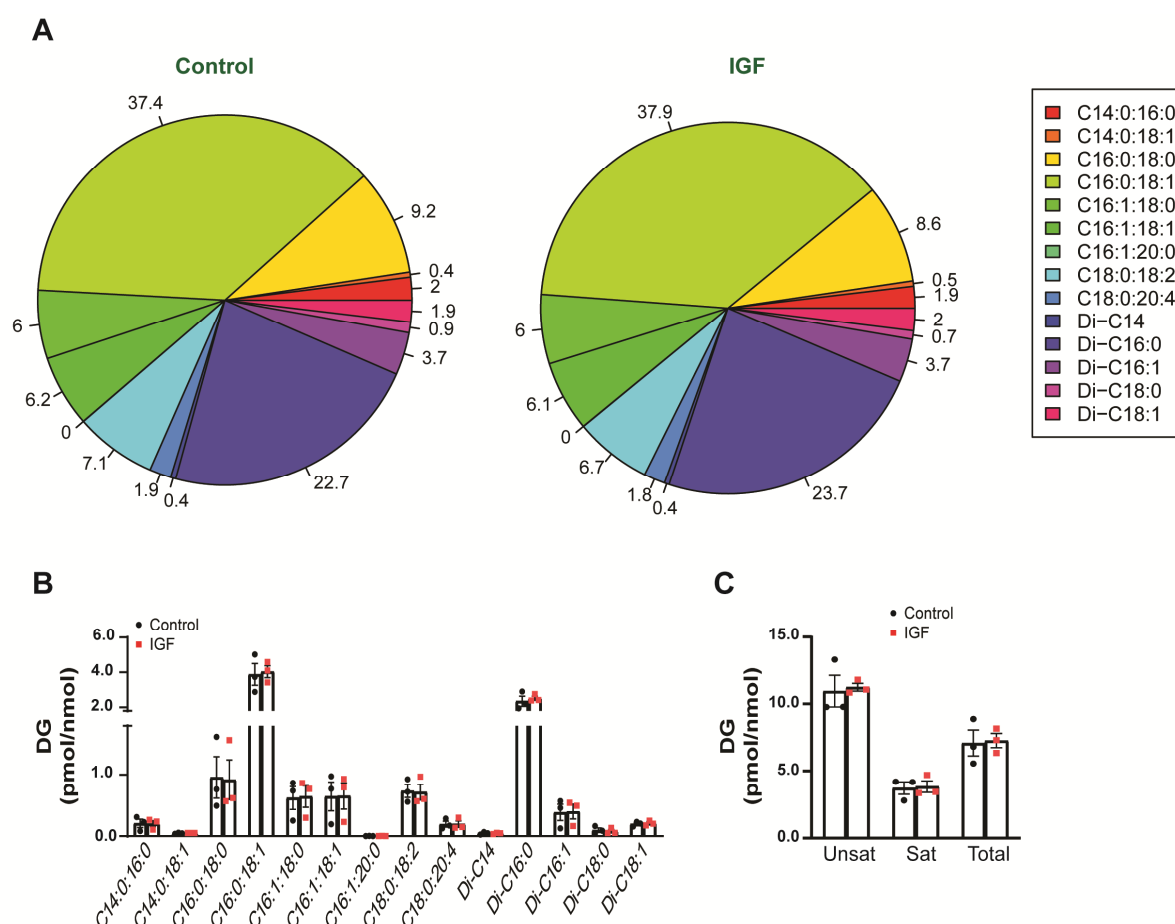 A
Control
IGF
37.4
9.2
0.4
2
1.9
0.9
3.7
22.7
0.4
1.9
7.1
0
6.2
6
37.9
8.6
0.5
1.9
2
0.7
3.7
23.7
0.4
1.8
6.7
0
6.1
6
C14:0:16:0
C14:0:18:1
C16:0:18:0
C16:0:18:1
C16:1:18:0
C16:1:18:1
C16:1:20:0
C18:0:18:2
C18:0:20:4
Di−C14
Di−C16:0
Di−C16:1
Di−C18:0
Di−C18:1
B
Control
IGF
DG
(pmol/nmol)
6.0
4.0
2.0
1.0
0.0
C14:0:16:0
C14:0:18:1
C16:0:18:0
C16:0:18:1
C16:1:18:0
C16:1:18:1
C16:1:20:0
C18:0:18:2
C18:0:20:4
Di-C14
Di-C16:0
Di-C16:1
Di-C18:0
Di-C18:1
C
Control
IGF
DG
(pmol/nmol)
15.0
10.0
5.0
0.0
Unsat
Sat
Total